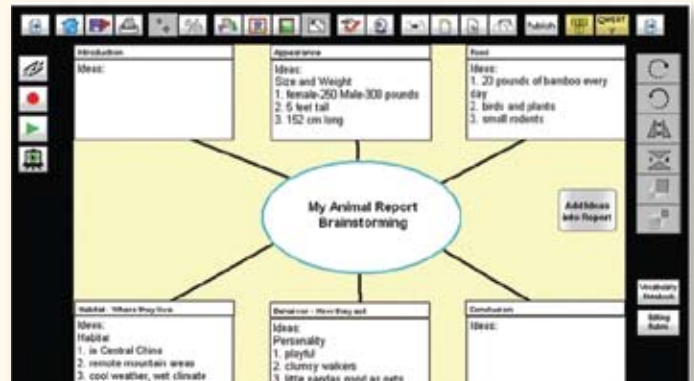 Publish
QWERTY
Introduction
Ideas:
Appearance
Ideas:
Size and Weight
1. female-250 Male-300 pounds
2. 5 feet tall
3. 152 cm long
Food
Ideas:
1. 20 pounds of bamboo every
day
2. birds and plants
3. small rodents
My Animal Report
Brainstorming
Add Ideas
into Report
Habitat - Where they live
Ideas:
Habitat
1. in Central China
2. remote mountain areas
3. cool weather, wet climate
Behavior - How they act
Ideas:
Personality
1. playful
2. clumsy walkers
3. little pandas good as pets
Conclusion
Ideas:
Vocabulary
Notebook
Editing
Rubric